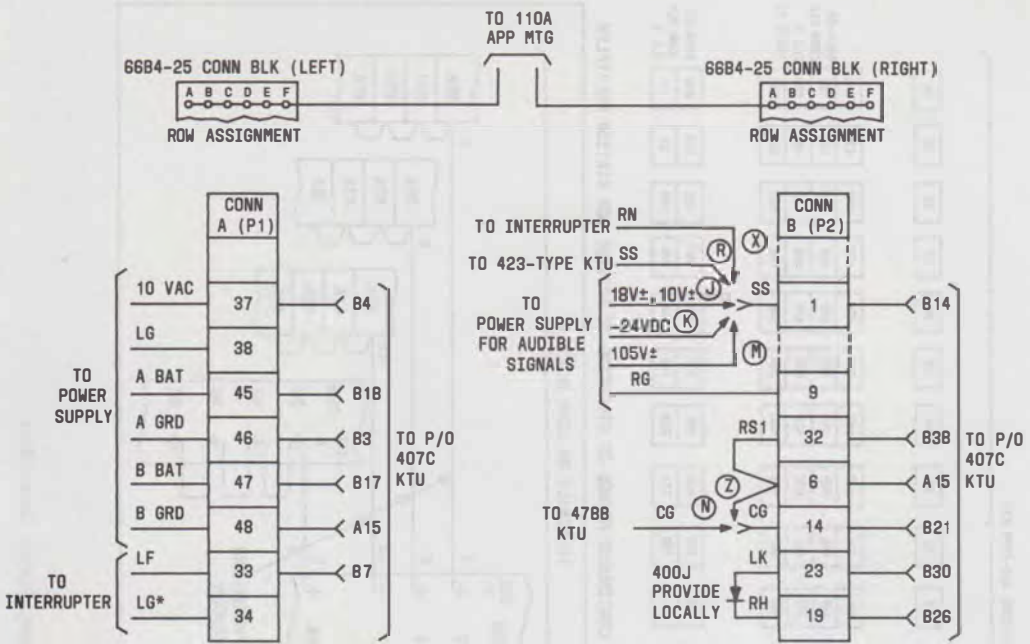 TO 110A
APP MTG
66B4-25 CONN BLK (LEFT)
A B C D E F
ROW ASSIGNMENT
66B4-25 CONN BLK (RIGHT)
A B C D E F
ROW ASSIGNMENT
CONN
A (P1)
TO
POWER
SUPPLY
10 VAC 37 B4
LG 38
A BAT 45 B18
A GRD 46 B3
B BAT 47 B17
B GRD 48 A15
TO
INTERRUPTER
LF 33 B7
LG* 34
TO P/O
407C
KTU
CONN
B (P2)
TO INTERRUPTER RN X
TO 423-TYPE KTU SS R
TO
POWER SUPPLY
FOR AUDIBLE
SIGNALS
18V±, 10V± J SS 1 B14
-24VDC K
105V± M
RG 9
RS1 32 B38
6 A15
Z
TO 478B
KTU
CG N CG 14 B21
LK 23 B30
400J
PROVIDE
LOCALLY
RH 19 B26
TO P/O
407C
KTU